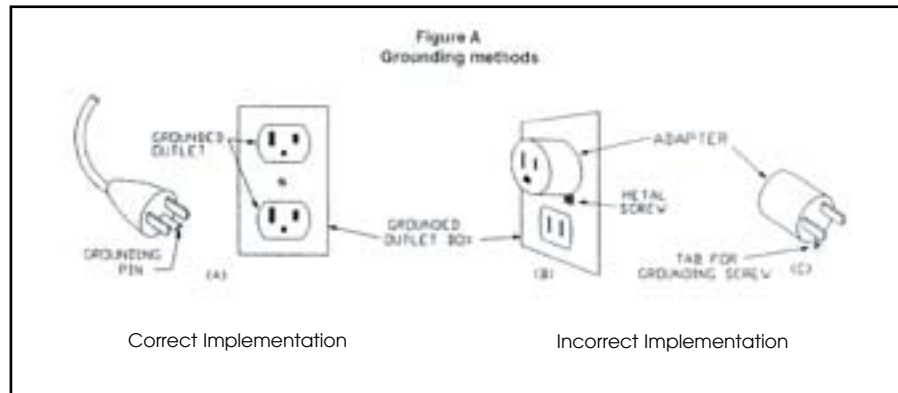 Figure A
Grounding methods
GROUNDED
OUTLET
GROUNDING
PIN
(A)
GROUNDED
OUTLET BOX
ADAPTER
METAL
SCREW
(B)
TAB FOR
GROUNDING SCREW
(C)
Correct Implementation
Incorrect Implementation